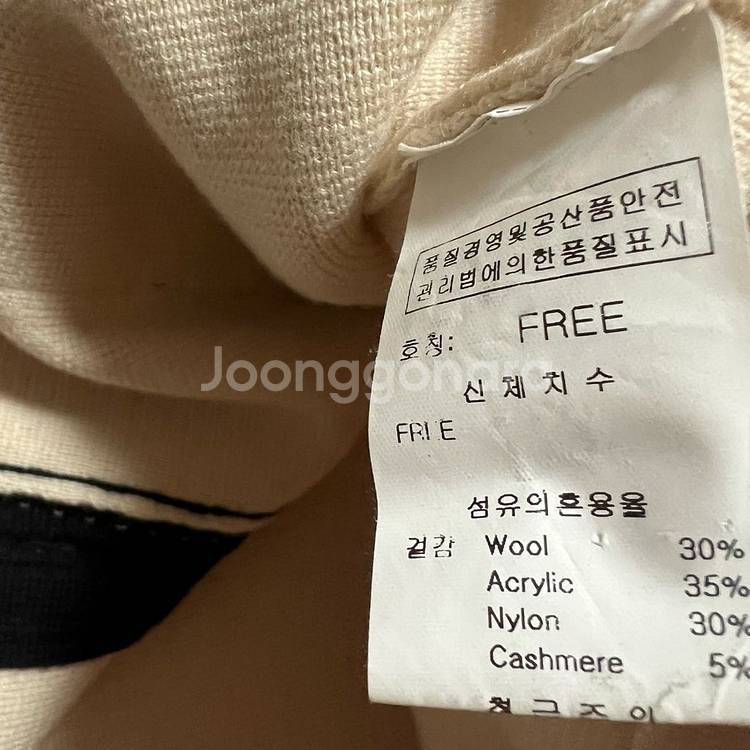 품질경영및공산품안전
관리법에의한품질표시
호칭: FREE
신체치수
FREE
섬유의혼용율
겉감 Wool 30%
Acrylic 35%
Nylon 30%
Cashmere 5%
Joonggonara